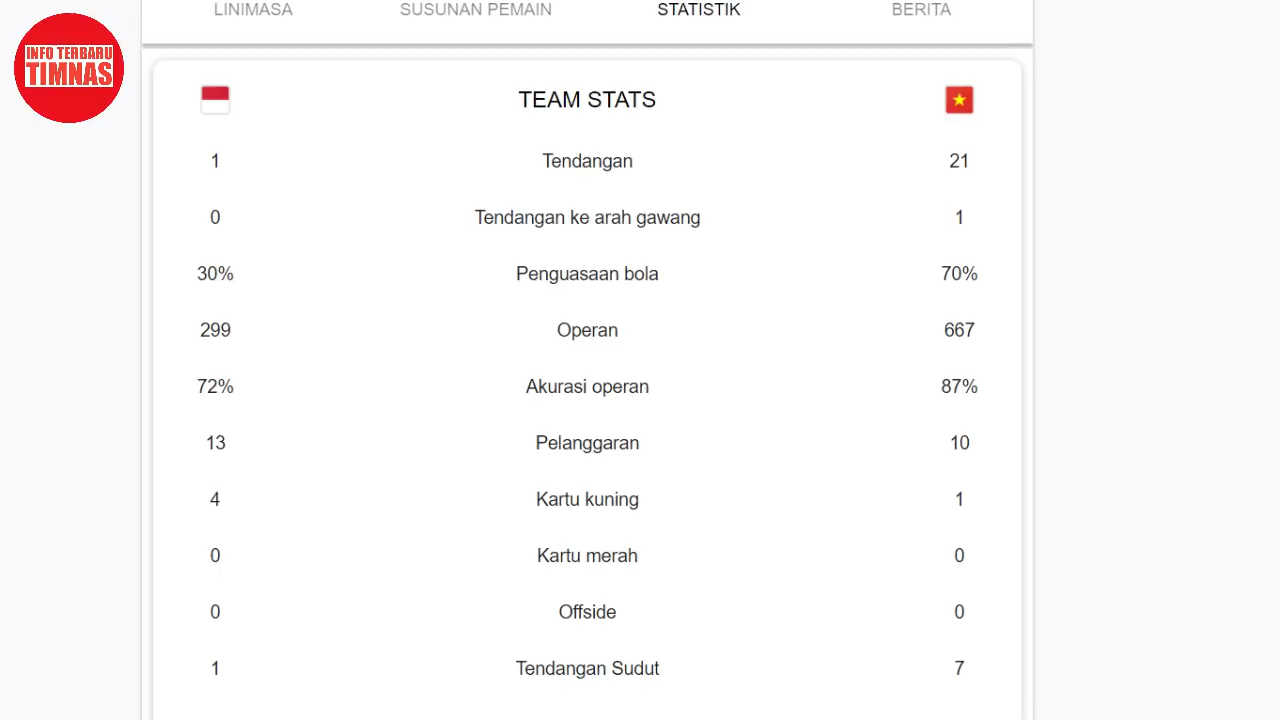 LINIMASA SUSUNAN PEMAIN STATISTIK BERITA
INFO TERBARU
TIMNAS
TEAM STATS
1 Tendangan 21
0 Tendangan ke arah gawang 1
30% Penguasaan bola 70%
299 Operan 667
72% Akurasi operan 87%
13 Pelanggaran 10
4 Kartu kuning 1
0 Kartu merah 0
0 Offside 0
1 Tendangan Sudut 7